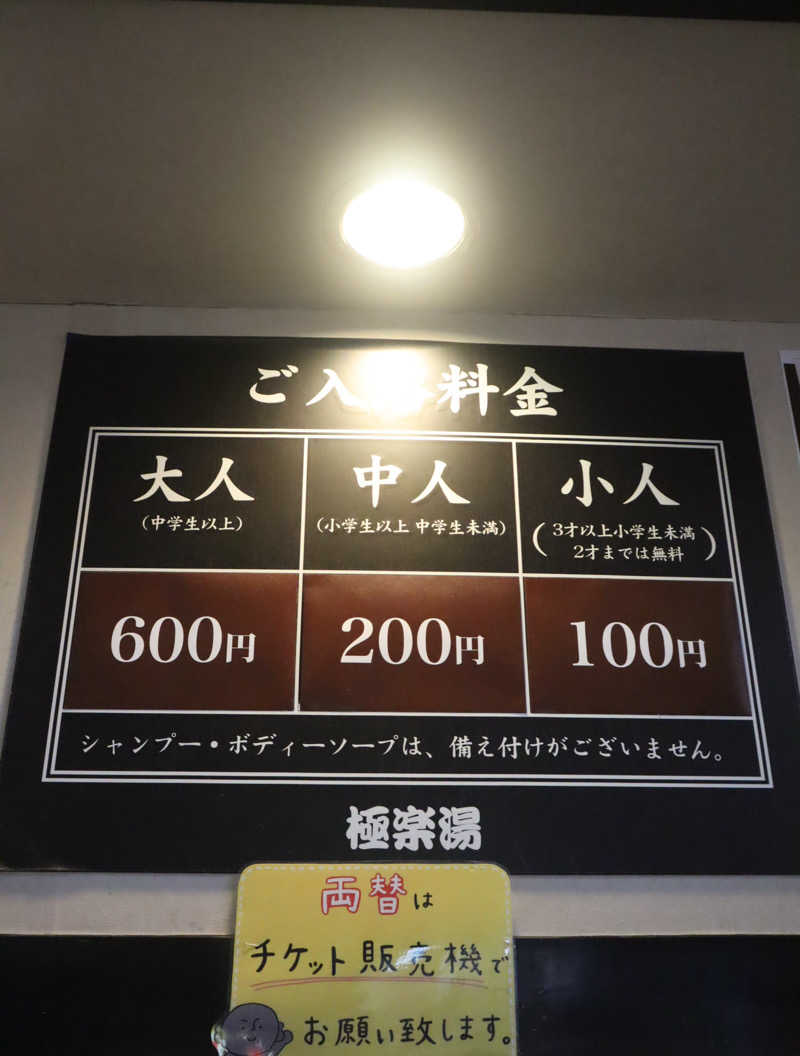 ご入 料金
大人
(中学生以上)
中人
(小学生以上 中学生未満)
小人
(3才以上小学生未満
2才までは無料)
600円
200円
100円
シャンプー・ボディーソープは、備え付けがございません。
極楽湯
両替は
チケット販売機で
お願い致します。